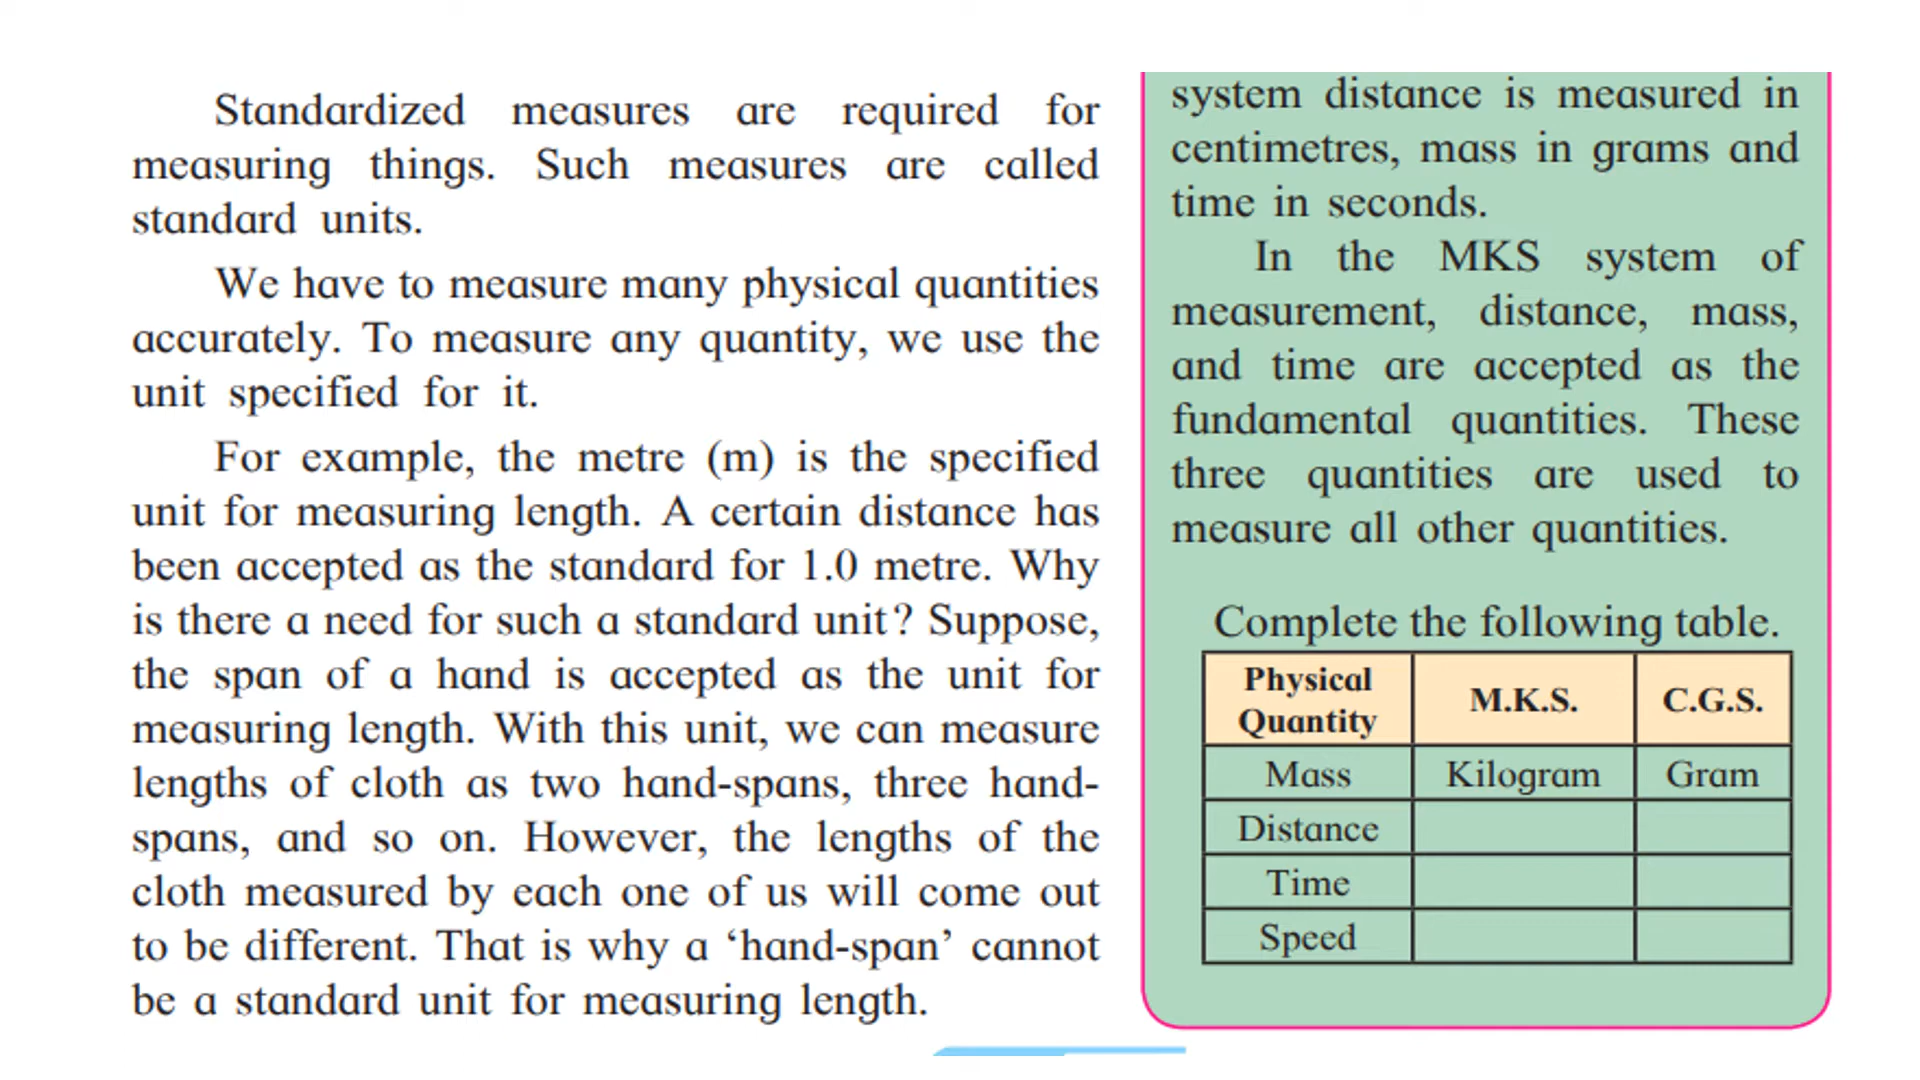 Standardized measures are required for
measuring things. Such measures are called
standard units.
We have to measure many physical quantities
accurately. To measure any quantity, we use the
unit specified for it.
For example, the metre (m) is the specified
unit for measuring length. A certain distance has
been accepted as the standard for 1.0 metre. Why
is there a need for such a standard unit? Suppose,
the span of a hand is accepted as the unit for
measuring length. With this unit, we can measure
lengths of cloth as two hand-spans, three hand-
spans, and so on. However, the lengths of the
cloth measured by each one of us will come out
to be different. That is why a ‘hand-span’ cannot
be a standard unit for measuring length.
system distance is measured in
centimetres, mass in grams and
time in seconds.
In the MKS system of
measurement, distance, mass,
and time are accepted as the
fundamental quantities. These
three quantities are used to
measure all other quantities.
Complete the following table.
Physical Quantity M.K.S. C.G.S.
Mass Kilogram Gram
Distance
Time
Speed